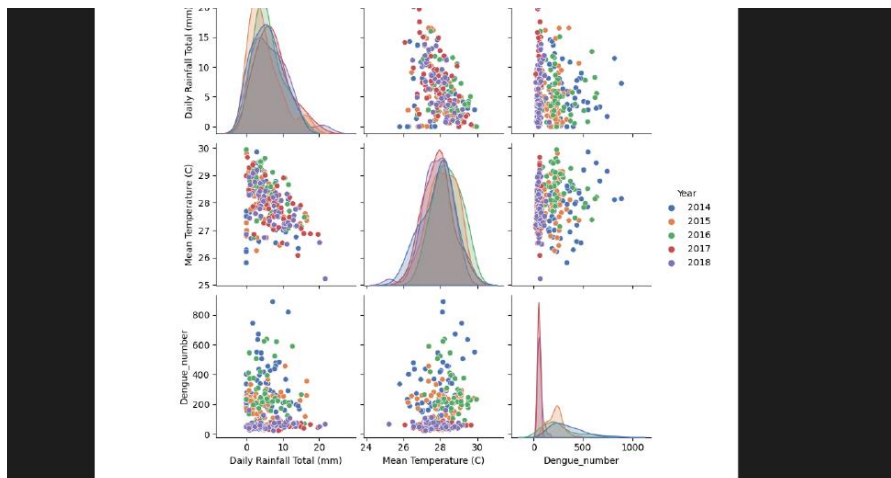 Daily Rainfall Total (mm)
20
15
10
5
0
Mean Temperature (C)
30
29
28
27
26
25
Year
2014
2015
2016
2017
2018
Dengue_number
800
600
400
200
0
0 10 20
24 26 28 30
0 500 1000
Daily Rainfall Total (mm) Mean Temperature (C) Dengue_number